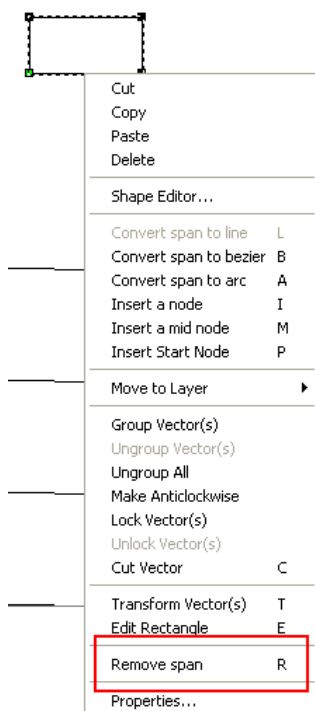 Cut
Copy
Paste
Delete
Shape Editor...
Convert span to line L
Convert span to bezier B
Convert span to arc A
Insert a node I
Insert a mid node M
Insert Start Node P
Move to Layer
Group Vector(s)
Ungroup Vector(s)
Ungroup All
Make Anticlockwise
Lock Vector(s)
Unlock Vector(s)
Cut Vector C
Transform Vector(s) T
Edit Rectangle E
Remove span R
Properties...